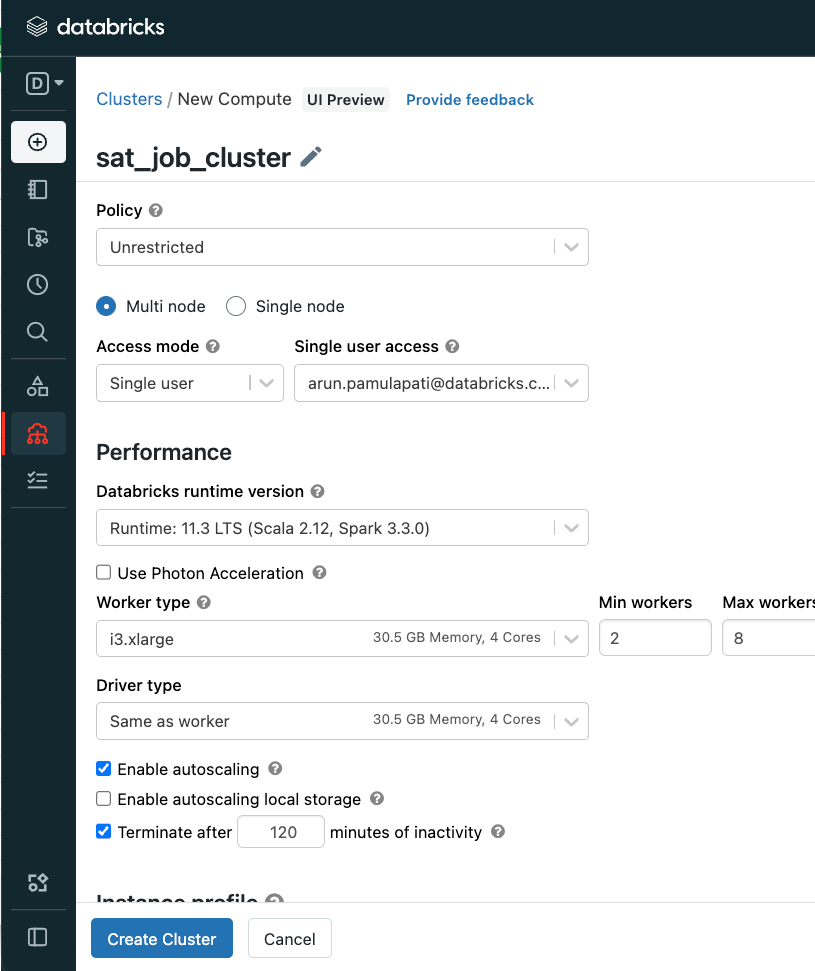 databricks
D
Clusters / New Compute UI Preview Provide feedback
sat_job_cluster
Policy ?
Unrestricted
Multi node Single node
Access mode ? Single user access ?
Single user arun.pamulapati@databricks.c...
Performance
Databricks runtime version ?
Runtime: 11.3 LTS (Scala 2.12, Spark 3.3.0)
Use Photon Acceleration ?
Worker type ? Min workers Max workers
i3.xlarge 30.5 GB Memory, 4 Cores 2 8
Driver type
Same as worker 30.5 GB Memory, 4 Cores
Enable autoscaling ?
Enable autoscaling local storage ?
Terminate after 120 minutes of inactivity ?
Instance profile ?
Create Cluster Cancel